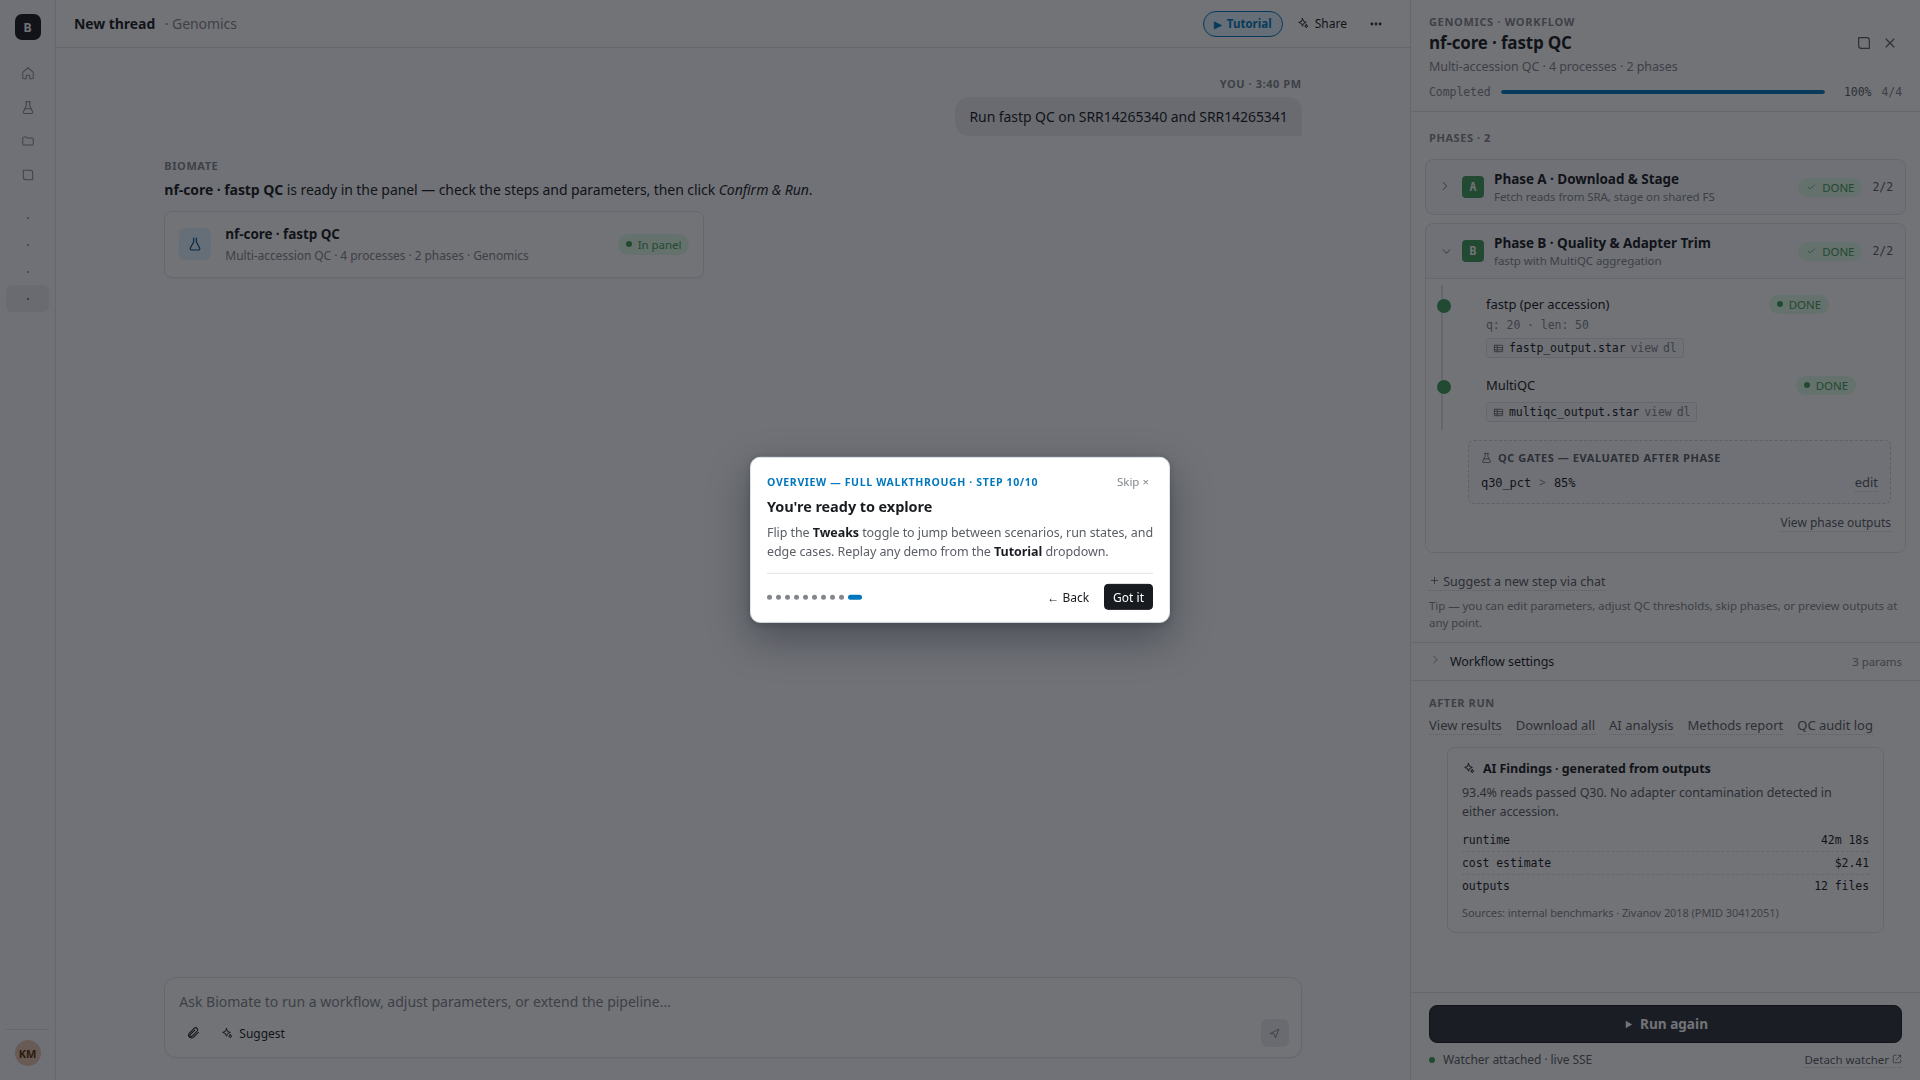 B
New thread · Genomics
▶ Tutorial
Share
•••
YOU · 3:40 PM
Run fastp QC on SRR14265340 and SRR14265341
BIOMATE
nf-core · fastp QC is ready in the panel — check the steps and parameters, then click Confirm & Run.
nf-core · fastp QC
Multi-accession QC · 4 processes · 2 phases · Genomics
In panel
OVERVIEW — FULL WALKTHROUGH · STEP 10/10
Skip ×
You're ready to explore
Flip the Tweaks toggle to jump between scenarios, run states, and
edge cases. Replay any demo from the Tutorial dropdown.
← Back
Got it
Ask Biomate to run a workflow, adjust parameters, or extend the pipeline...
Suggest
KM
GENOMICS · WORKFLOW
nf-core · fastp QC
Multi-accession QC · 4 processes · 2 phases
Completed
100%
4/4
PHASES · 2
A
Phase A · Download & Stage
Fetch reads from SRA, stage on shared FS
DONE
2/2
B
Phase B · Quality & Adapter Trim
fastp with MultiQC aggregation
DONE
2/2
fastp (per accession)
DONE
q: 20 · len: 50
fastp_output.star view dl
MultiQC
DONE
multiqc_output.star view dl
QC GATES — EVALUATED AFTER PHASE
q30_pct > 85%
edit
View phase outputs
+ Suggest a new step via chat
Tip — you can edit parameters, adjust QC thresholds, skip phases, or preview outputs at
any point.
Workflow settings
3 params
AFTER RUN
View results
Download all
AI analysis
Methods report
QC audit log
AI Findings · generated from outputs
93.4% reads passed Q30. No adapter contamination detected in
either accession.
runtime
42m 18s
cost estimate
$2.41
outputs
12 files
Sources: internal benchmarks · Zivanov 2018 (PMID 30412051)
▶ Run again
Watcher attached · live SSE
Detach watcher